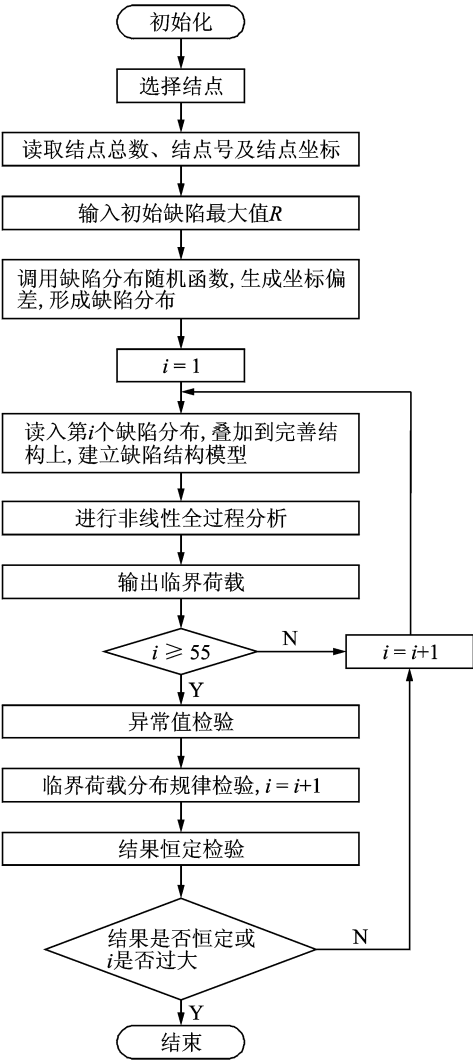 初始化
选择结点
读取结点总数、结点号及结点坐标
输入初始缺陷最大值R
调用缺陷分布随机函数,生成坐标偏
差,形成缺陷分布
i = 1
读入第i个缺陷分布,叠加到完善结
构上,建立缺陷结构模型
进行非线性全过程分析
输出临界荷载
i ⩾ 55
N
i = i+1
Y
异常值检验
临界荷载分布规律检验,i = i+1
结果恒定检验
结果是否恒定或
i是否过大
N
Y
结束